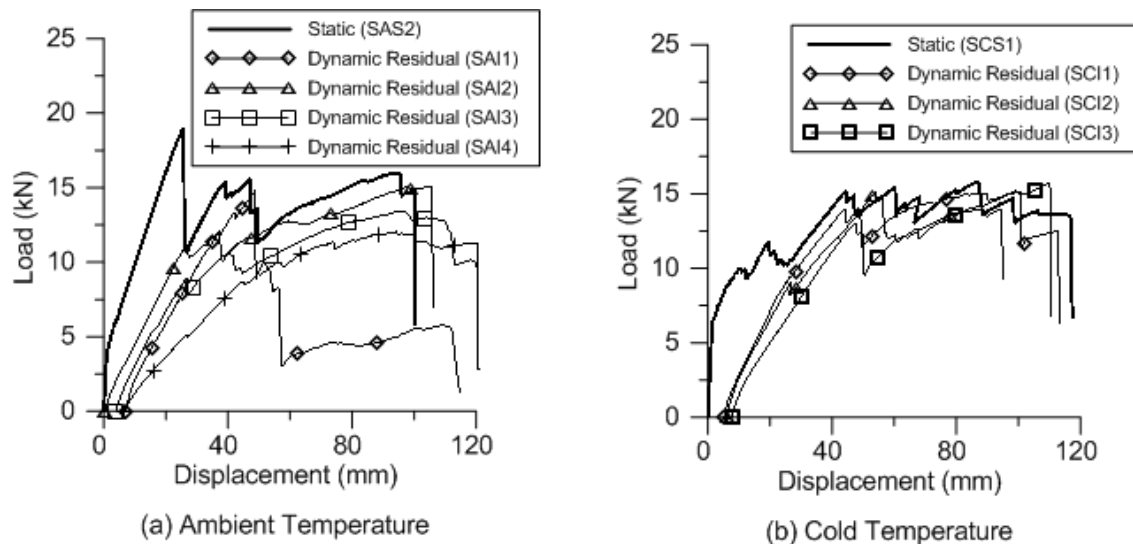 25
20
15
10
5
0
Load (kN)
0
40
80
120
Displacement (mm)
Static (SAS2)
Dynamic Residual (SAI1)
Dynamic Residual (SAI2)
Dynamic Residual (SAI3)
Dynamic Residual (SAI4)
(a) Ambient Temperature
25
20
15
10
5
0
Load (kN)
0
40
80
120
Displacement (mm)
Static (SCS1)
Dynamic Residual (SCI1)
Dynamic Residual (SCI2)
Dynamic Residual (SCI3)
(b) Cold Temperature